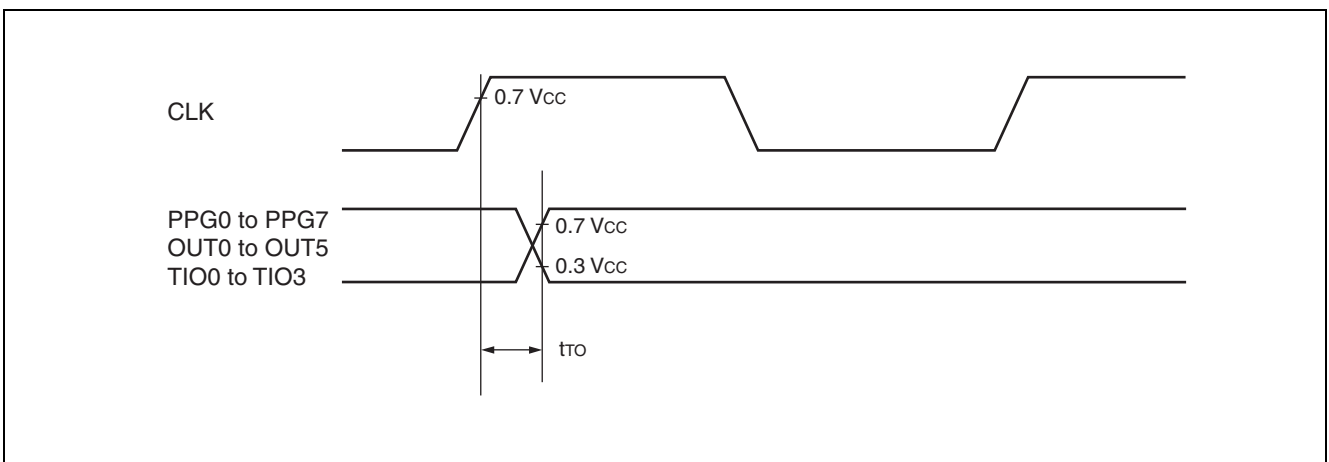 CLK
0.7 Vcc
PPG0 to PPG7
OUT0 to OUT5
TIO0 to TIO3
0.7 Vcc
0.3 Vcc
tTO